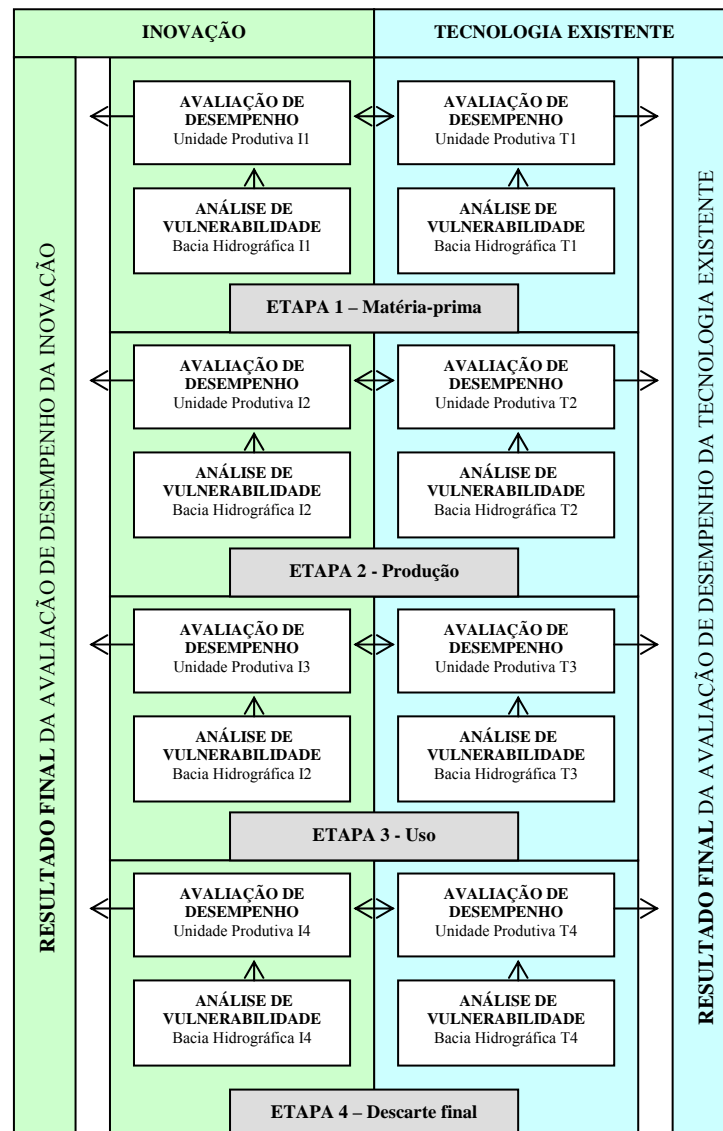 INOVAÇÃO
TECNOLOGIA EXISTENTE
RESULTADO FINAL DA AVALIAÇÃO DE DESEMPENHO DA INOVAÇÃO
AVALIAÇÃO DE
DESEMPENHO
Unidade Produtiva I1
AVALIAÇÃO DE
DESEMPENHO
Unidade Produtiva T1
ANÁLISE DE
VULNERABILIDADE
Bacia Hidrográfica I1
ANÁLISE DE
VULNERABILIDADE
Bacia Hidrográfica T1
ETAPA 1 – Matéria-prima
AVALIAÇÃO DE
DESEMPENHO
Unidade Produtiva I2
AVALIAÇÃO DE
DESEMPENHO
Unidade Produtiva T2
ANÁLISE DE
VULNERABILIDADE
Bacia Hidrográfica I2
ANÁLISE DE
VULNERABILIDADE
Bacia Hidrográfica T2
ETAPA 2 - Produção
AVALIAÇÃO DE
DESEMPENHO
Unidade Produtiva I3
AVALIAÇÃO DE
DESEMPENHO
Unidade Produtiva T3
ANÁLISE DE
VULNERABILIDADE
Bacia Hidrográfica I2
ANÁLISE DE
VULNERABILIDADE
Bacia Hidrográfica T3
ETAPA 3 - Uso
AVALIAÇÃO DE
DESEMPENHO
Unidade Produtiva I4
AVALIAÇÃO DE
DESEMPENHO
Unidade Produtiva T4
ANÁLISE DE
VULNERABILIDADE
Bacia Hidrográfica I4
ANÁLISE DE
VULNERABILIDADE
Bacia Hidrográfica T4
ETAPA 4 – Descarte final
RESULTADO FINAL DA AVALIAÇÃO DE DESEMPENHO DA TECNOLOGIA EXISTENTE